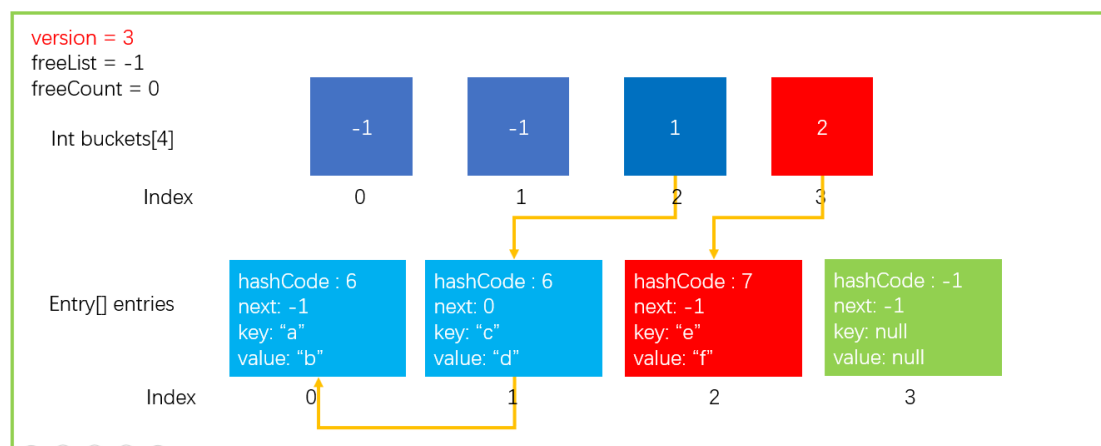 version = 3
freeList = -1
freeCount = 0
Int buckets[4]
-1
-1
1
2
Index
0
1
2
3
Entry[] entries
hashCode : 6
next: -1
key: “a”
value: “b”
hashCode : 6
next: 0
key: “c”
value: “d”
hashCode : 7
next: -1
key: “e”
value: “f”
hashCode : -1
next: -1
key: null
value: null
Index
0
1
2
3